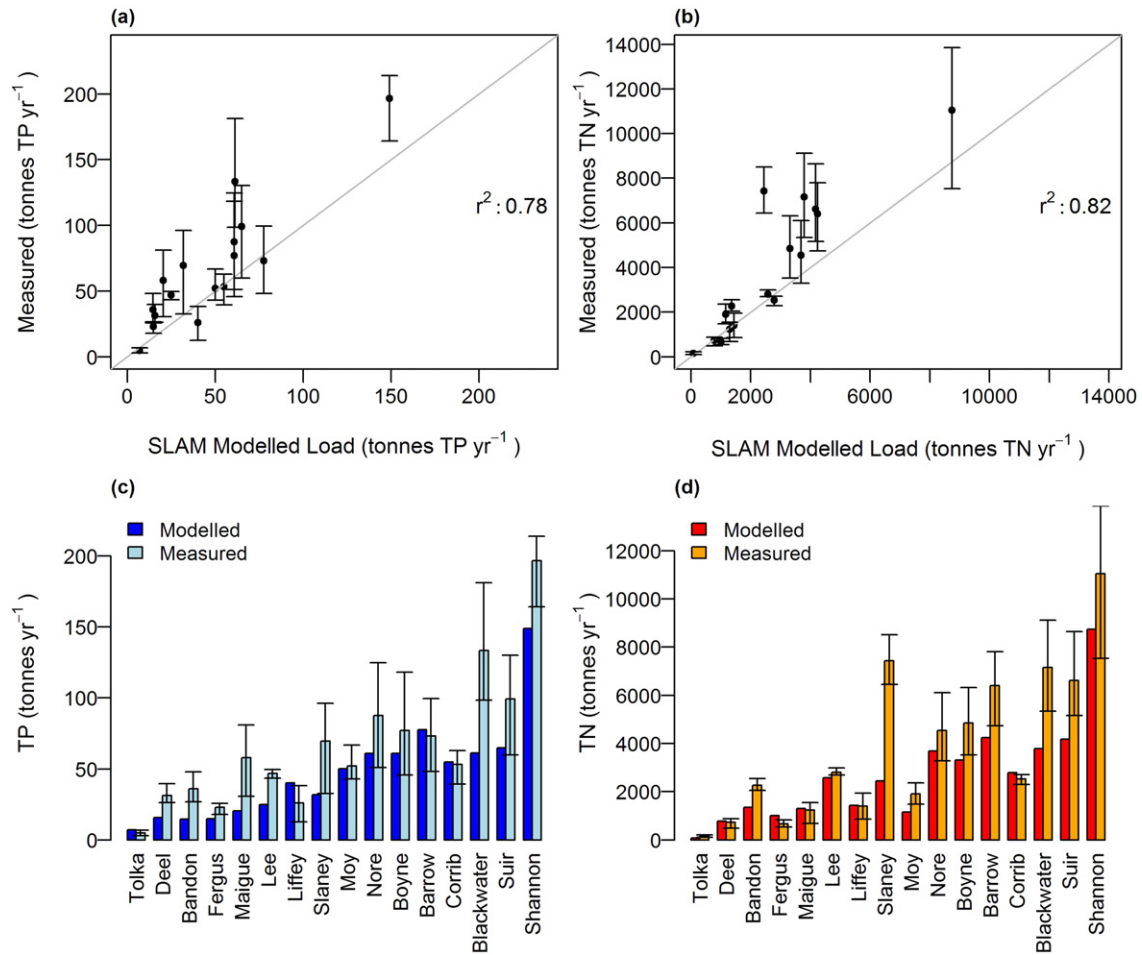 (a)
Measured (tonnes TP yr⁻¹ )
200
150
100
50
0
r² : 0.78
0 50 100 150 200
SLAM Modelled Load (tonnes TP yr⁻¹ )
(b)
Measured (tonnes TN yr⁻¹ )
14000
12000
10000
8000
6000
4000
2000
0
r² : 0.82
0 2000 6000 10000 14000
SLAM Modelled Load (tonnes TN yr⁻¹ )
(c)
Modelled
Measured
TP (tonnes yr⁻¹ )
200
150
100
50
0
Tolka
Deel
Bandon
Fergus
Maigue
Lee
Liffey
Slaney
Moy
Nore
Boyne
Barrow
Corrib
Blackwater
Suir
Shannon
(d)
Modelled
Measured
TN (tonnes yr⁻¹ )
12000
10000
8000
6000
4000
2000
0
Tolka
Deel
Bandon
Fergus
Maigue
Lee
Liffey
Slaney
Moy
Nore
Boyne
Barrow
Corrib
Blackwater
Suir
Shannon